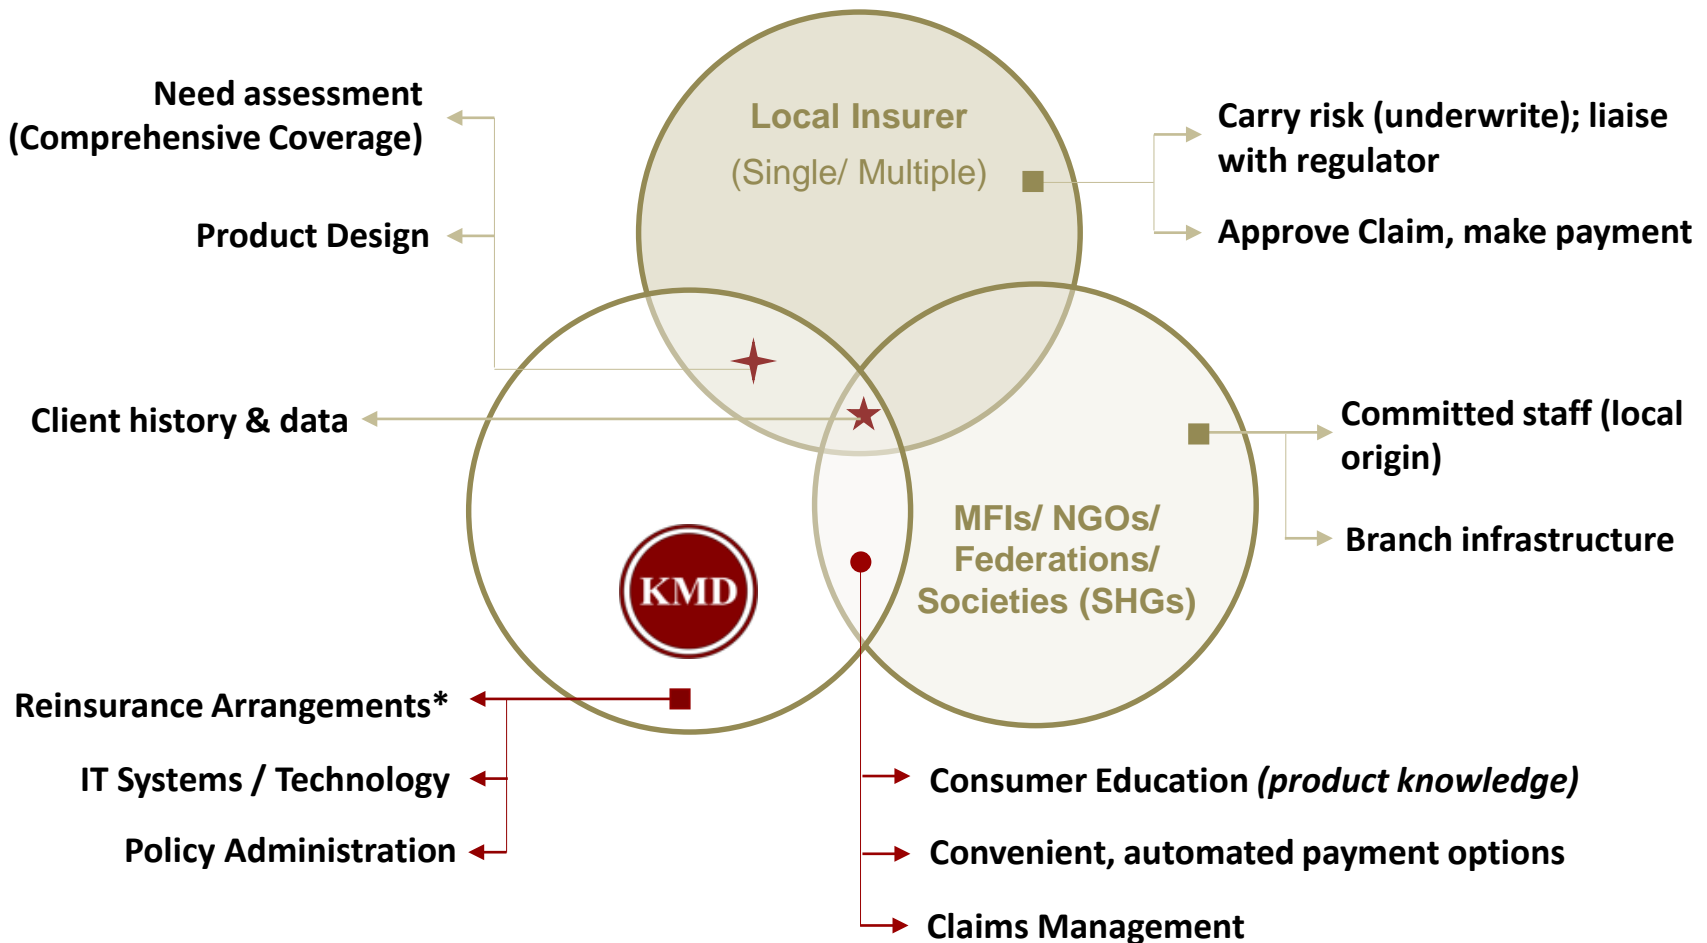 Need assessment
(Comprehensive Coverage)
Product Design
Client history & data
Local Insurer
(Single/ Multiple)
Carry risk (underwrite); liaise
with regulator
Approve Claim, make payment
Committed staff (local
origin)
Branch infrastructure
MFIs/ NGOs/
Federations/
Societies (SHGs)
KMD
Reinsurance Arrangements*
IT Systems / Technology
Policy Administration
Consumer Education (product knowledge)
Convenient, automated payment options
Claims Management